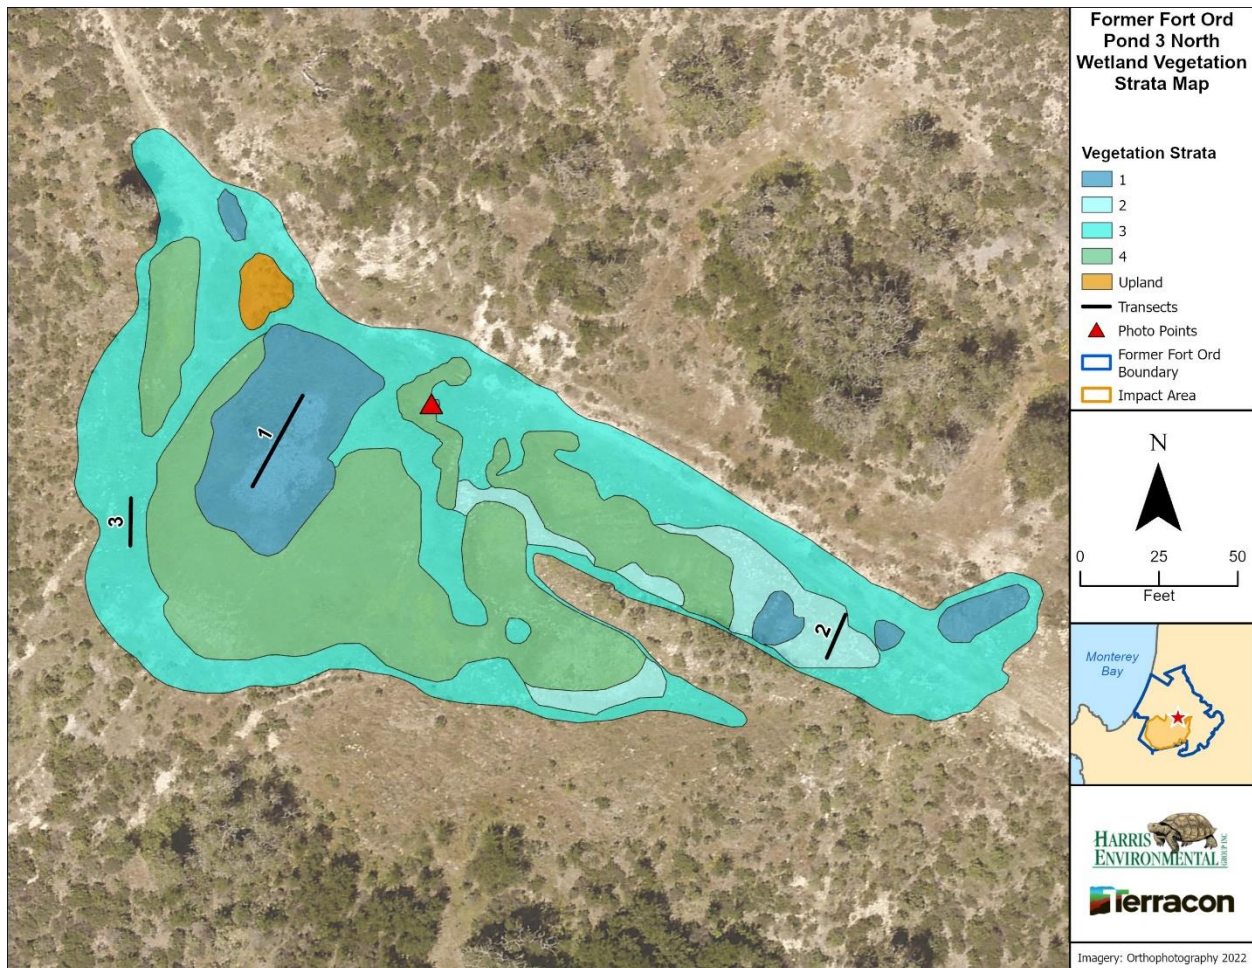 Former Fort Ord
Pond 3 North
Wetland Vegetation
Strata Map
Vegetation Strata
1
2
3
4
Upland
Transects
Photo Points
Former Fort Ord
Boundary
Impact Area
N
0 25 50
Feet
Monterey
Bay
HARRIS
ENVIRONMENTAL
GROUP INC
Terracon
Imagery: Orthophotography 2022
1
3
2